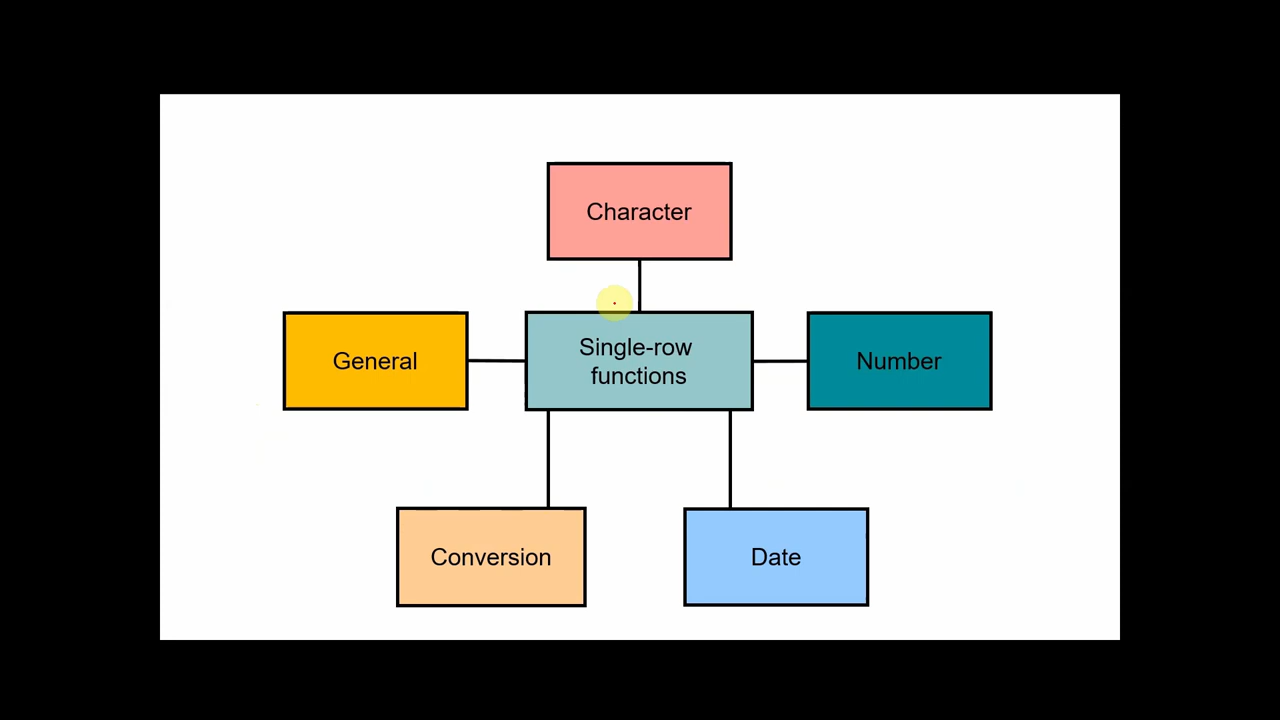 Character
General
Single-row
functions
Number
Conversion
Date